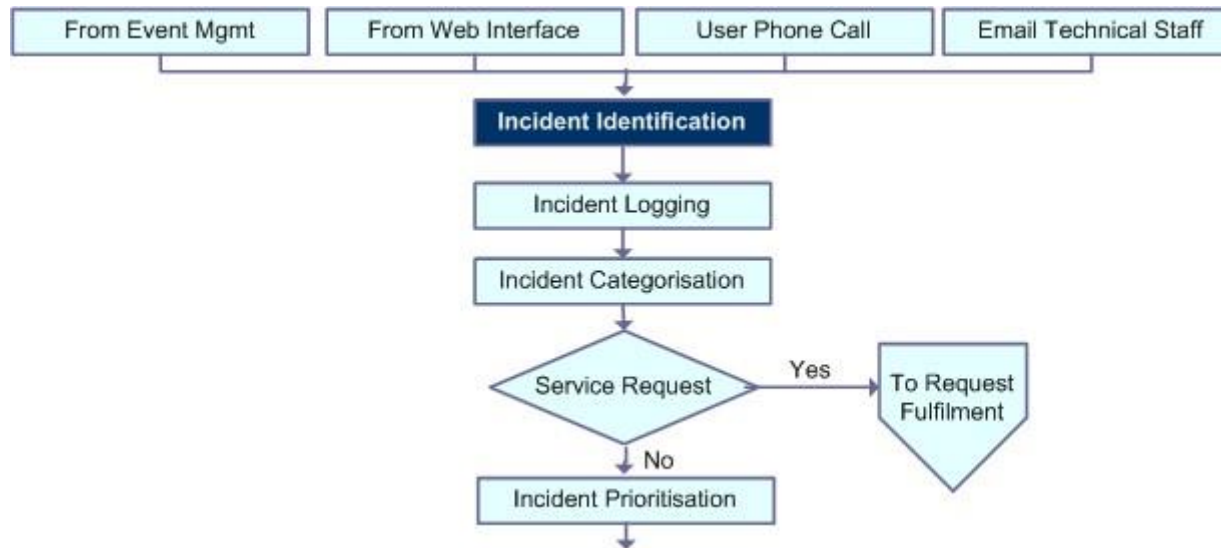 From Event Mgmt
From Web Interface
User Phone Call
Email Technical Staff
Incident Identification
Incident Logging
Incident Categorisation
Service Request
Yes
To Request
Fulfilment
No
Incident Prioritisation